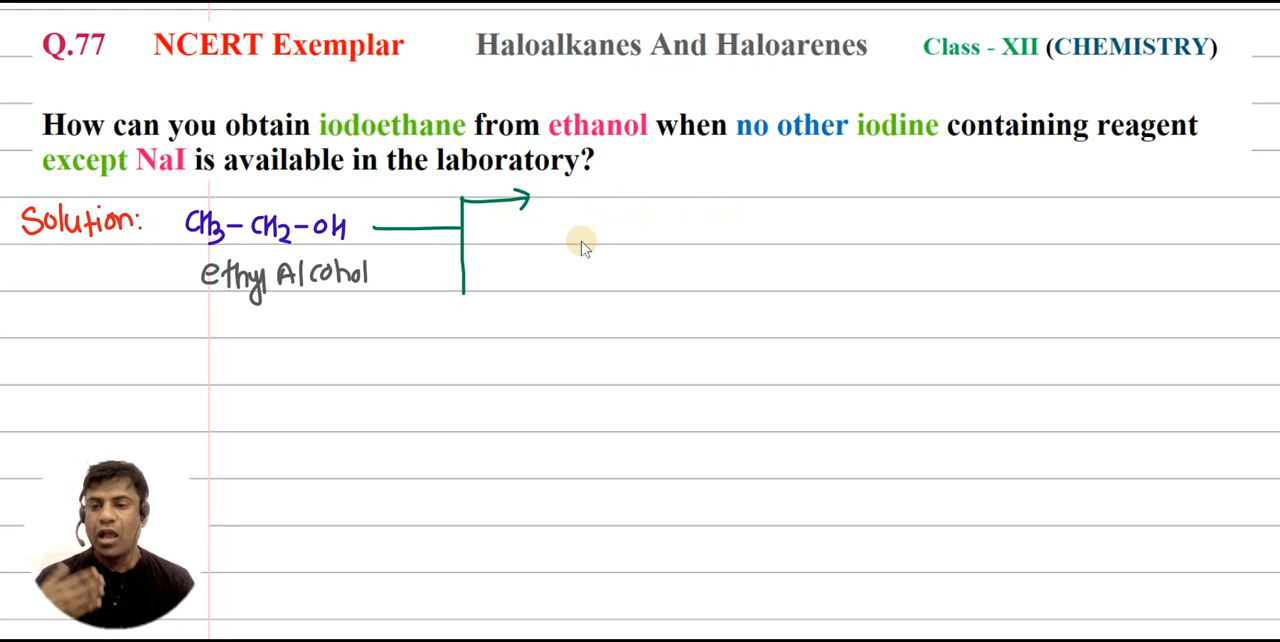 Q.77 NCERT Exemplar Haloalkanes And Haloarenes Class - XII (CHEMISTRY)
How can you obtain iodoethane from ethanol when no other iodine containing reagent
except NaI is available in the laboratory?
Solution: CH3-CH2-OH
ethyl Alcohol